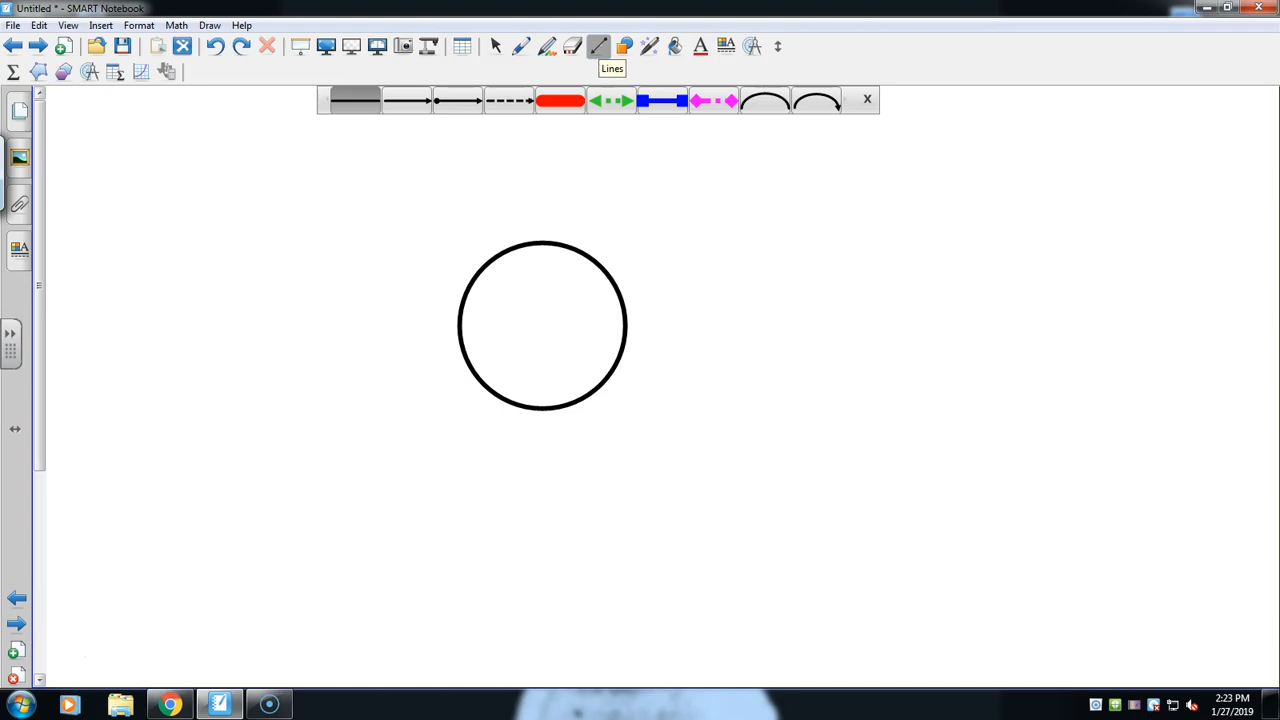 Untitled * - SMART Notebook
File Edit View Insert Format Math Draw Help
Lines
X
2:23 PM
1/27/2019